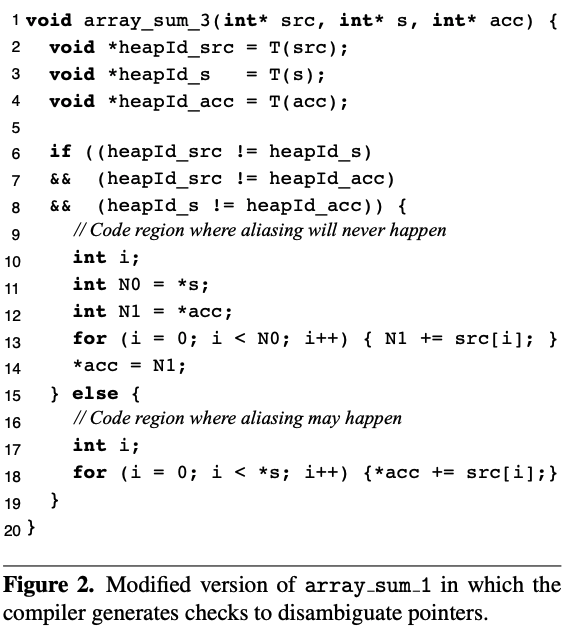 1 void array_sum_3(int* src, int* s, int* acc) {
2 void *heapId_src = T(src);
3 void *heapId_s = T(s);
4 void *heapId_acc = T(acc);
5
6 if ((heapId_src != heapId_s)
7 && (heapId_src != heapId_acc)
8 && (heapId_s != heapId_acc)) {
9 // Code region where aliasing will never happen
10 int i;
11 int N0 = *s;
12 int N1 = *acc;
13 for (i = 0; i < N0; i++) { N1 += src[i]; }
14 *acc = N1;
15 } else {
16 // Code region where aliasing may happen
17 int i;
18 for (i = 0; i < *s; i++) {*acc += src[i];}
19 }
20 }
Figure 2. Modified version of array_sum_1 in which the
compiler generates checks to disambiguate pointers.